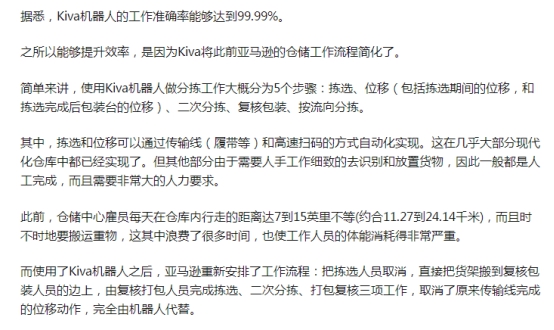 据悉，Kiva机器人的工作准确率能够达到99.99%。
之所以能够提升效率，是因为Kiva将此前亚马逊的仓储工作流程简化了。
简单来讲，使用Kiva机器人做分拣工作大概分为5个步骤：拣选、位移（包括拣选期间的位移，和
拣选完成后包装台的位移）、二次分拣、复核包装、按流向分拣。
其中，拣选和位移可以通过传输线（履带等）和高速扫码的方式自动化实现。这在几乎大部分现代
化仓库中都已经实现了。但其他部分由于需要人手工作细致的去识别和放置货物，因此一般都是人
工完成，而且需要非常大的人力要求。
此前，仓储中心雇员每天在仓库内行走的距离达7到15英里不等(约合11.27到24.14千米)，而且时
不时地要搬运重物，这其中浪费了很多时间，也使工作人员的体能消耗得非常严重。
而使用了Kiva机器人之后，亚马逊重新安排了工作流程：把拣选人员取消，直接把货架搬到复核包
装人员的边上，由复核打包人员完成拣选、二次分拣、打包复核三项工作，取消了原来传输线完成
的位移动作，完全由机器人代替。